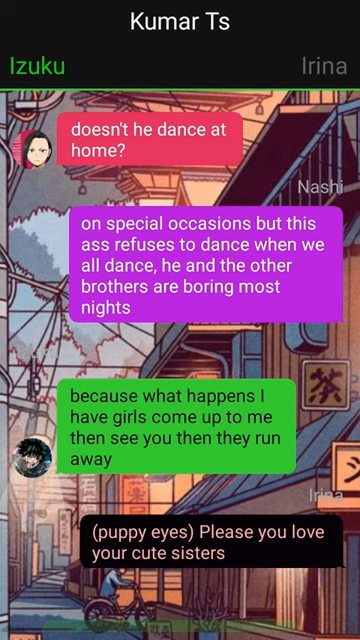 Kumar Ts
Izuku
Irina
doesn't he dance at
home?
Nashi
on special occasions but this
ass refuses to dance when we
all dance, he and the other
brothers are boring most
nights
because what happens I
have girls come up to me
then see you then they run
away
Irina
(puppy eyes) Please you love
your cute sisters